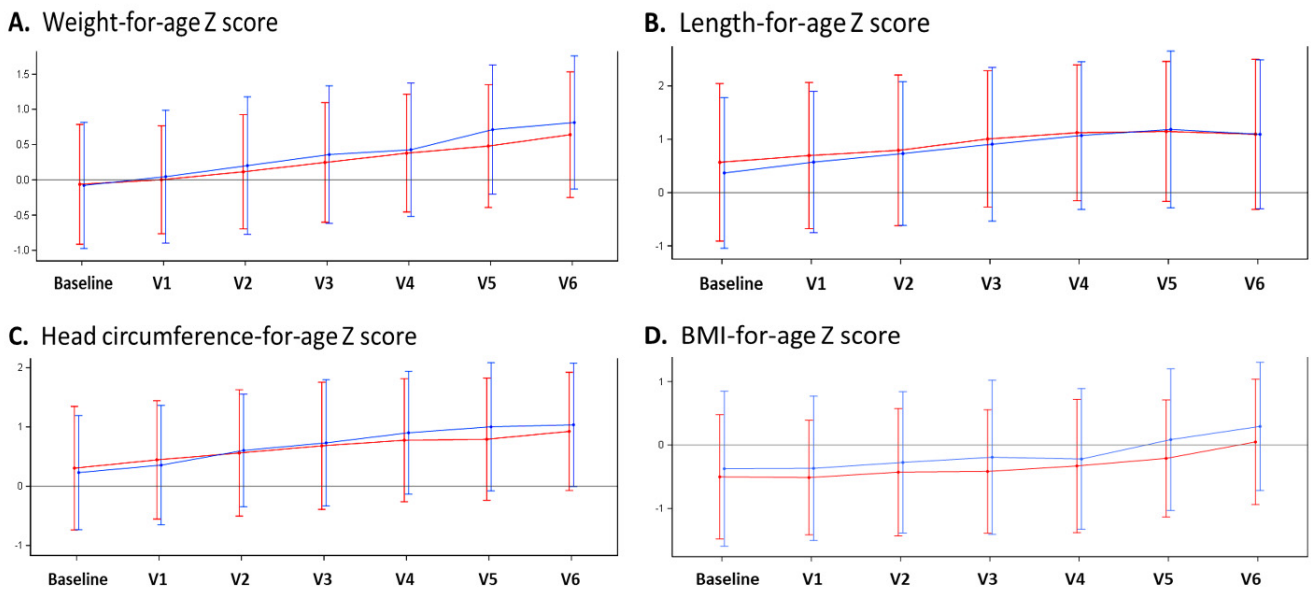 A. Weight-for-age Z score
1.5
1.0
0.5
0.0
-0.5
-1.0
Baseline V1 V2 V3 V4 V5 V6
B. Length-for-age Z score
2
1
0
-1
Baseline V1 V2 V3 V4 V5 V6
C. Head circumference-for-age Z score
2
1
0
-1
Baseline V1 V2 V3 V4 V5 V6
D. BMI-for-age Z score
1
0
-1
Baseline V1 V2 V3 V4 V5 V6